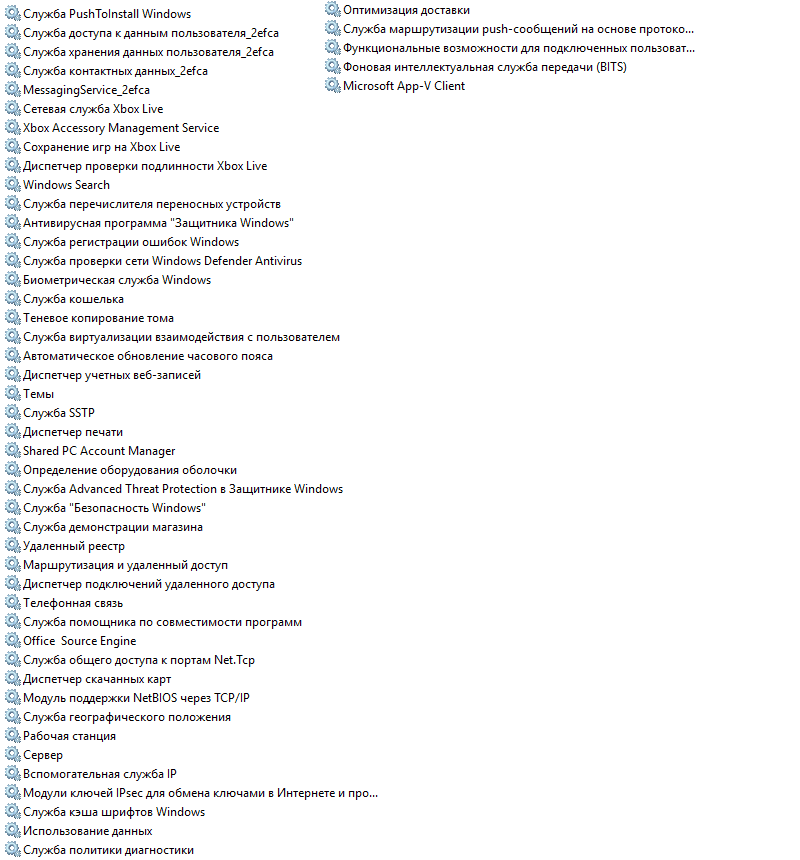 Служба PushToInstall Windows
Служба доступа к данным пользователя_2efca
Служба хранения данных пользователя_2efca
Служба контактных данных_2efca
MessagingService_2efca
Сетевая служба Xbox Live
Xbox Accessory Management Service
Сохранение игр на Xbox Live
Диспетчер проверки подлинности Xbox Live
Windows Search
Служба перечислителя переносных устройств
Антивирусная программа "Защитника Windows"
Служба регистрации ошибок Windows
Служба проверки сети Windows Defender Antivirus
Биометрическая служба Windows
Служба кошелька
Теневое копирование тома
Служба виртуализации взаимодействия с пользователем
Автоматическое обновление часового пояса
Диспетчер учетных веб-записей
Темы
Служба SSTP
Диспетчер печати
Shared PC Account Manager
Определение оборудования оболочки
Служба Advanced Threat Protection в Защитнике Windows
Служба "Безопасность Windows"
Служба демонстрации магазина
Удаленный реестр
Маршрутизация и удаленный доступ
Диспетчер подключений удаленного доступа
Телефонная связь
Служба помощника по совместимости программ
Office  Source Engine
Служба общего доступа к портам Net.Tcp
Диспетчер скачанных карт
Модуль поддержки NetBIOS через TCP/IP
Служба географического положения
Рабочая станция
Сервер
Вспомогательная служба IP
Модули ключей IPsec для обмена ключами в Интернете и про...
Служба кэша шрифтов Windows
Использование данных
Служба политики диагностики
Оптимизация доставки
Служба маршрутизации push-сообщений на основе протоко...
Функциональные возможности для подключенных пользоват...
Фоновая интеллектуальная служба передачи (BITS)
Microsoft App-V Client